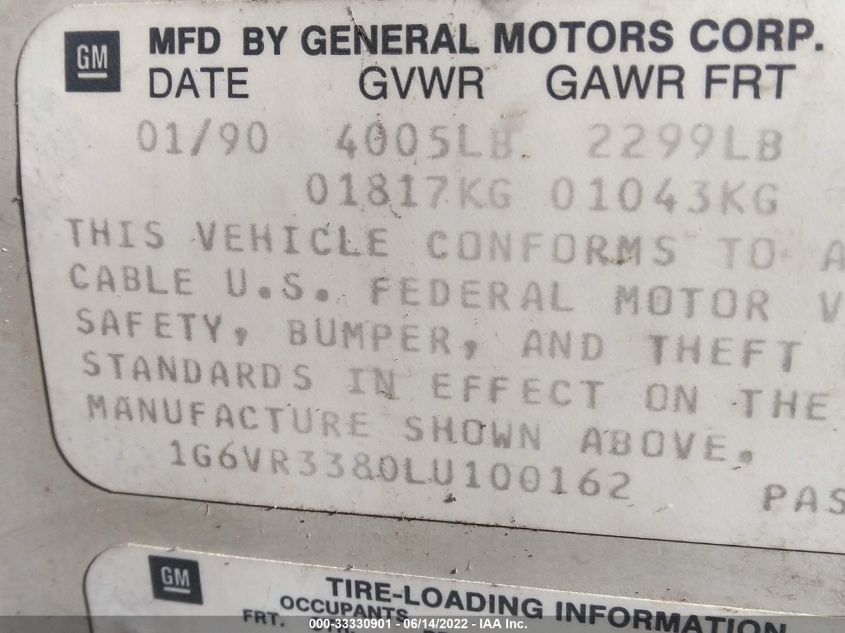 GM MFD BY GENERAL MOTORS CORP.
DATE GVWR GAWR FRT
01/90 4005LB 2299LB
01817KG 01043KG
THIS VEHICLE CONFORMS TO A
CABLE U.S. FEDERAL MOTOR V
SAFETY, BUMPER, AND THEFT
STANDARDS IN EFFECT ON THE
MANUFACTURE SHOWN ABOVE.
1G6VR3380LU100162 PAS
GM TIRE-LOADING INFORMATION
OCCUPANTS
FRT.
000-33330901 - 06/14/2022 - IAA Inc.